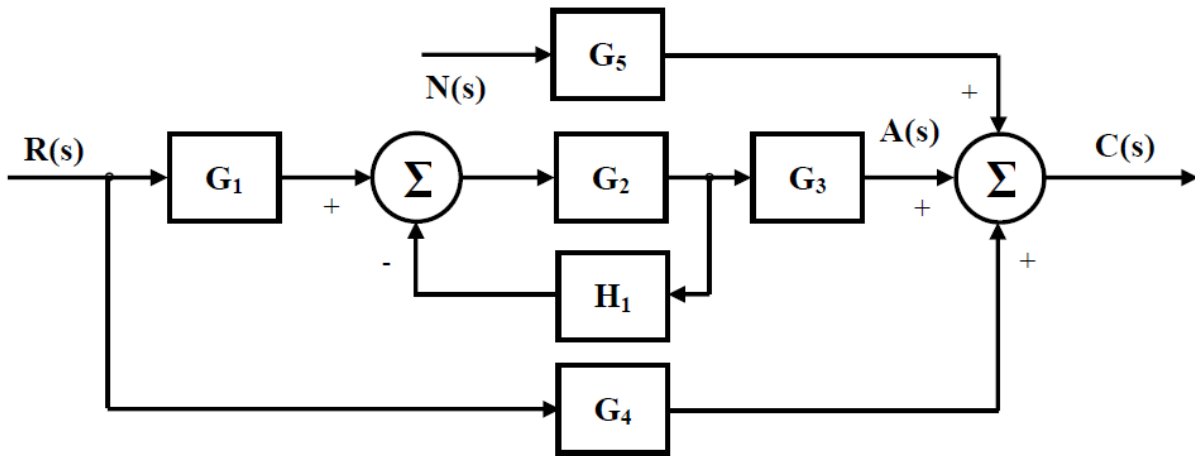 G₅
N(s)
+
R(s)
A(s)
C(s)
G₁
Σ
G₂
G₃
Σ
+
+
-
+
H₁
G₄